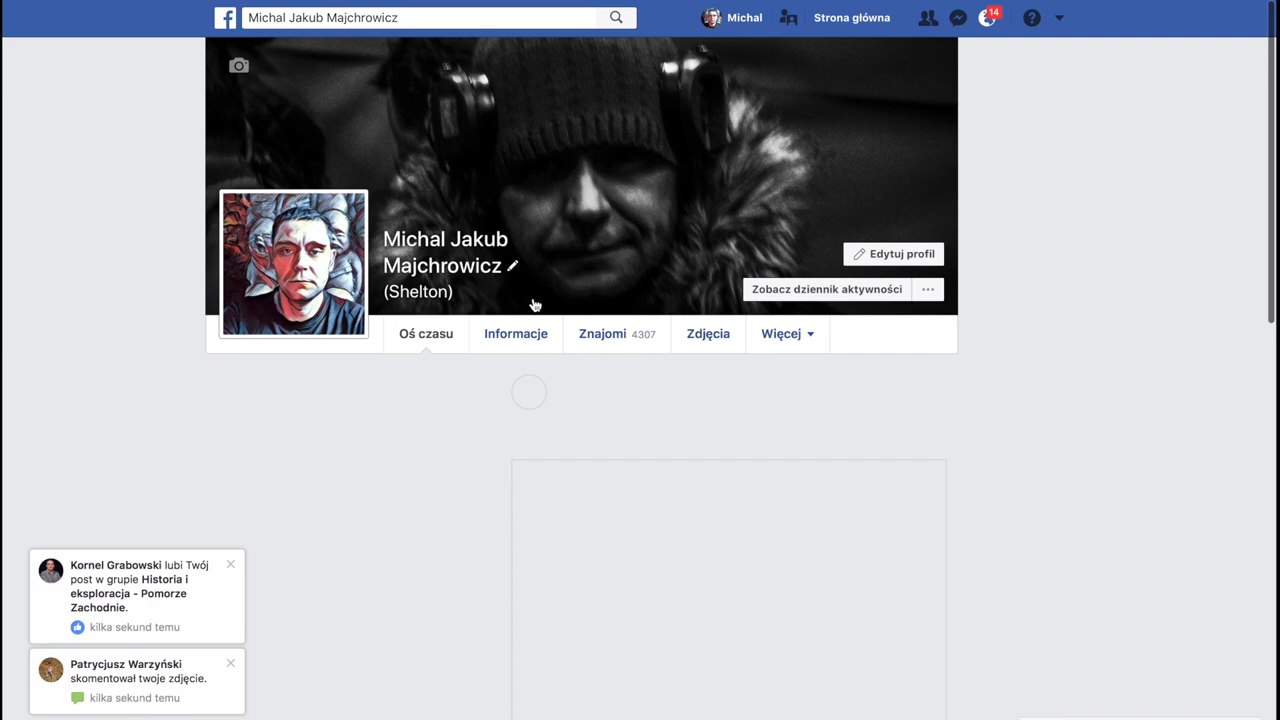 Michal Jakub Majchrowicz
Michal
Strona główna
14
Michal Jakub
Majchrowicz
(Shelton)
Edytuj profil
Zobacz dziennik aktywności
Oś czasu
Informacje
Znajomi 4307
Zdjęcia
Więcej
Kornel Grabowski lubi Twój
post w grupie Historia i
eksploracja - Pomorze
Zachodnie.
kilka sekund temu
Patrycjusz Warzyński
skomentował twoje zdjęcie.
kilka sekund temu